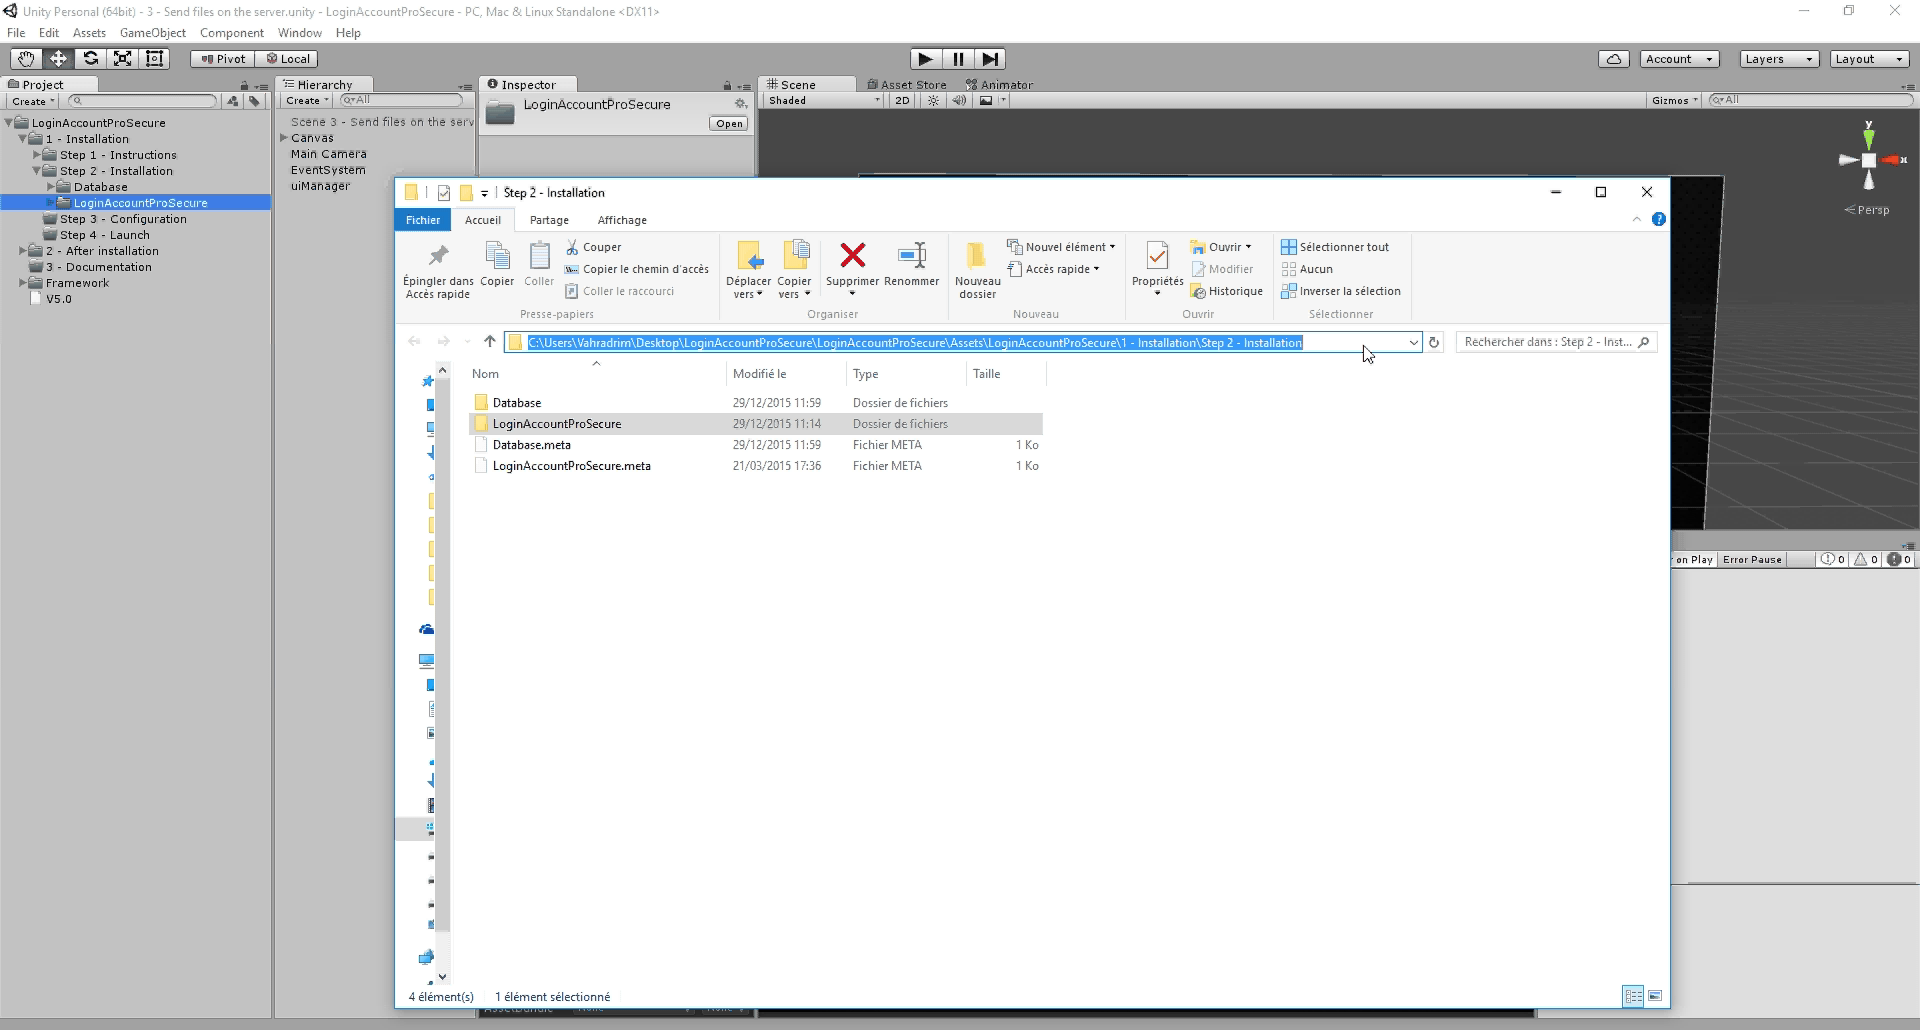 Unity Personal (64bit) - 3 - Send files on the server.unity - LoginAccountProSecure - PC, Mac & Linux Standalone <DX11>
File Edit Assets GameObject Component Window Help
Pivot Local Account Layers Layout
Project
Create
LoginAccountProSecure
1 - Installation
Step 1 - Instructions
Step 2 - Installation
Database
LoginAccountProSecure
Step 3 - Configuration
Step 4 - Launch
2 - After installation
3 - Documentation
Framework
V5.0
Hierarchy
Create All
Scene 3 - Send files on the serv
Canvas
Main Camera
EventSystem
uiManager
Inspector
LoginAccountProSecure
Open
Scene Asset Store Animator
Shaded 2D Gizmos All
y
x
Persp
Step 2 - Installation
Fichier Accueil Partage Affichage
Épingler dans Accès rapide
Copier
Coller
Couper
Copier le chemin d'accès
Coller le raccourci
Presse-papiers
Déplacer vers
Copier vers
Supprimer
Renommer
Organiser
Nouveau dossier
Nouvel élément
Accès rapide
Nouveau
Propriétés
Ouvrir
Modifier
Historique
Ouvrir
Sélectionner tout
Aucun
Inverser la sélection
Sélectionner
C:\Users\Vahradrim\Desktop\LoginAccountProSecure\LoginAccountProSecure\Assets\LoginAccountProSecure\1 - Installation\Step 2 - Installation
Rechercher dans : Step 2 - Inst...
Nom Modifié le Type Taille
Database 29/12/2015 11:59 Dossier de fichiers
LoginAccountProSecure 29/12/2015 11:14 Dossier de fichiers
Database.meta 29/12/2015 11:59 Fichier META 1 Ko
LoginAccountProSecure.meta 21/03/2015 17:36 Fichier META 1 Ko
4 élément(s) 1 élément sélectionné
on Play Error Pause 0 0 0